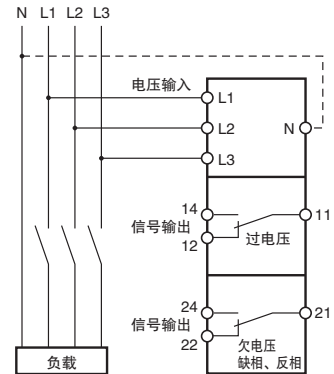 N L1 L2 L3
电压输入
L1
L2
N
L3
14
11
信号输出
过电压
12
24
21
信号输出
22
欠电压
缺相、反相
负载